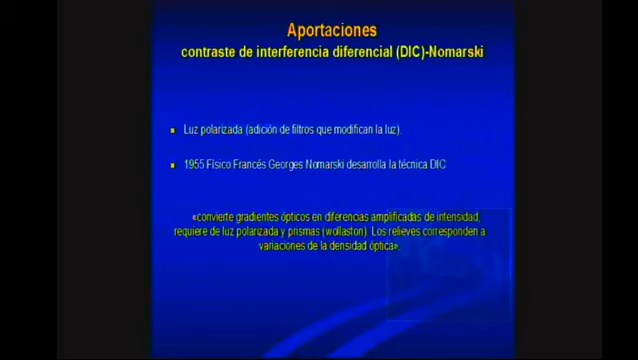 Aportaciones
contraste de interferencia diferencial (DIC)-Nomarski
Luz polarizada (adición de filtros que modifican la luz).
1955 Físico Francés Georges Nomarski desarrolla la técnica DIC
«convierte gradientes ópticos en diferencias amplificadas de intensidad,
requiere de luz polarizada y prismas (wollaston). Los relieves corresponden a
variaciones de la densidad óptica».